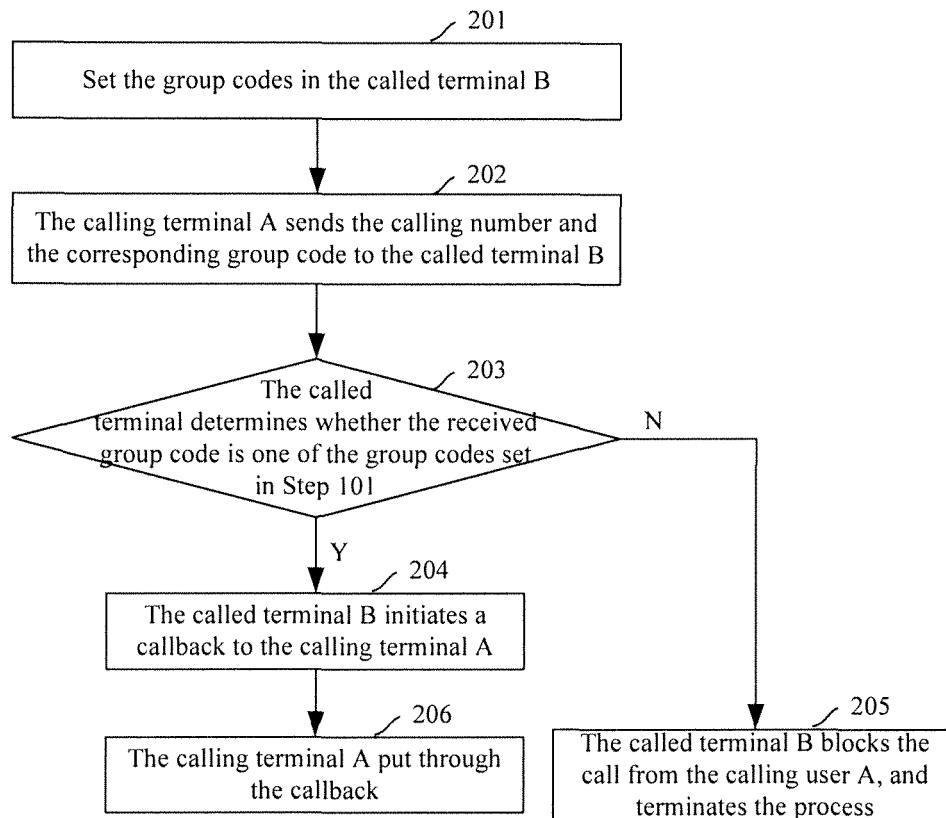 201
Set the group codes in the called terminal B
202
The calling terminal A sends the calling number and
the corresponding group code to the called terminal B
203
The called
terminal determines whether the received
group code is one of the group codes set
in Step 101
N
Y
204
The called terminal B initiates a
callback to the calling terminal A
206
The calling terminal A put through
the callback
205
The called terminal B blocks the
call from the calling user A, and
terminates the process